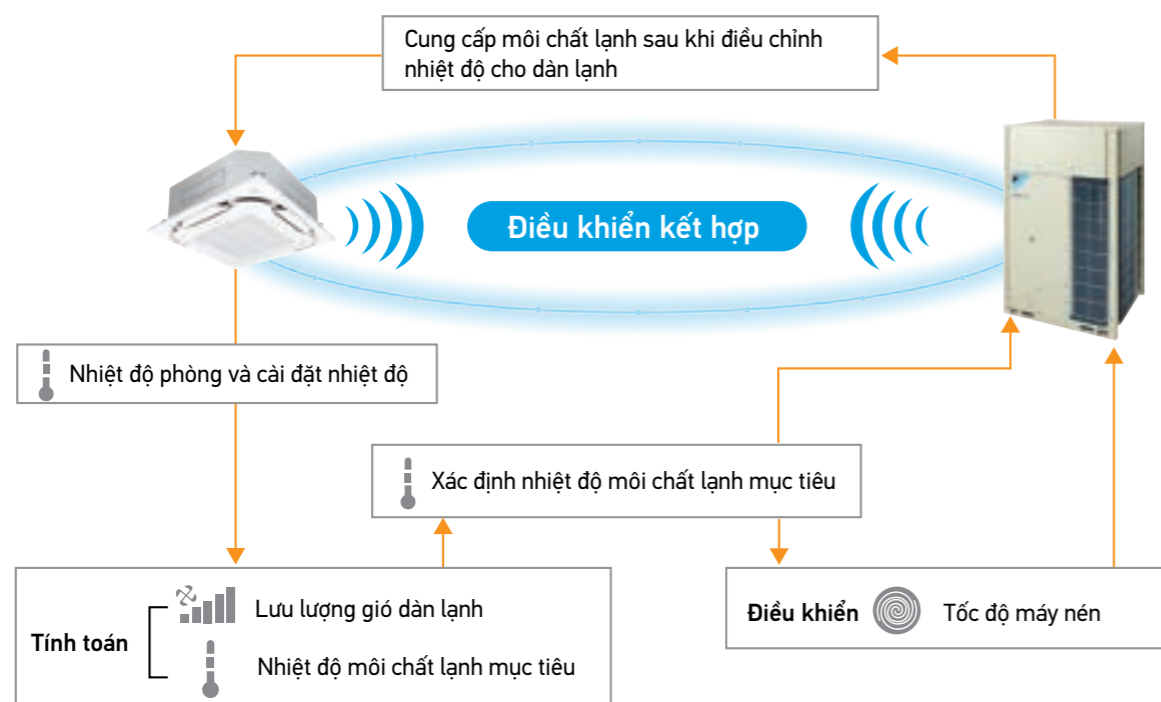 Cung cấp môi chất lạnh sau khi điều chỉnh
nhiệt độ cho dàn lạnh
Điều khiển kết hợp
Nhiệt độ phòng và cài đặt nhiệt độ
Xác định nhiệt độ môi chất lạnh mục tiêu
Tính toán
Lưu lượng gió dàn lạnh
Nhiệt độ môi chất lạnh mục tiêu
Điều khiển
Tốc độ máy nén